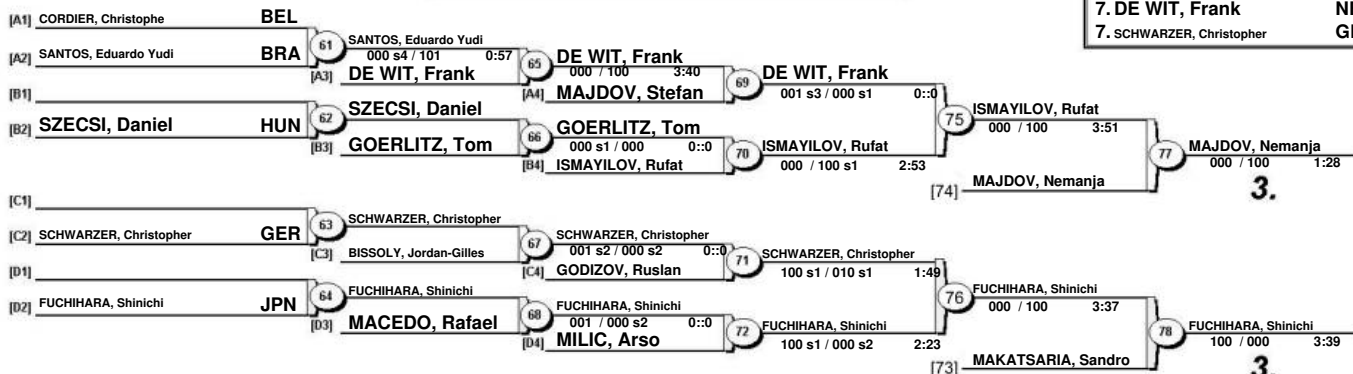 7. DE WIT, Frank
7. SCHWARZER, Christopher
[A1] CORDIER, Christophe BEL
[A2] SANTOS, Eduardo Yudi BRA
61
SANTOS, Eduardo Yudi
000 s4 / 101 0:57
[A3] DE WIT, Frank
65
DE WIT, Frank
000 / 100 3:40
[A4] MAJDOV, Stefan
69
DE WIT, Frank
001 s3 / 000 s1 0::0
[B1]
[B2] SZECSI, Daniel HUN
62
SZECSI, Daniel
[B3] GOERLITZ, Tom
66
GOERLITZ, Tom
000 s1 / 000 0::0
[B4] ISMAYILOV, Rufat
70
ISMAYILOV, Rufat
000 / 100 s1 2:53
75
ISMAYILOV, Rufat
000 / 100 3:51
[74] MAJDOV, Nemanja
77
MAJDOV, Nemanja
000 / 100 1:28
3.
[C1]
[C2] SCHWARZER, Christopher GER
63
SCHWARZER, Christopher
[C3] BISSOLY, Jordan-Gilles
67
SCHWARZER, Christopher
001 s2 / 000 s2 0::0
[C4] GODIZOV, Ruslan
71
SCHWARZER, Christopher
100 s1 / 010 s1 1:49
[D1]
[D2] FUCHIHARA, Shinichi JPN
64
FUCHIHARA, Shinichi
[D3] MACEDO, Rafael
68
FUCHIHARA, Shinichi
001 / 000 s2 0::0
[D4] MILIC, Arso
72
FUCHIHARA, Shinichi
100 s1 / 000 s2 2:23
76
FUCHIHARA, Shinichi
000 / 100 3:37
[73] MAKATSARIA, Sandro
78
FUCHIHARA, Shinichi
100 / 000 3:39
3.